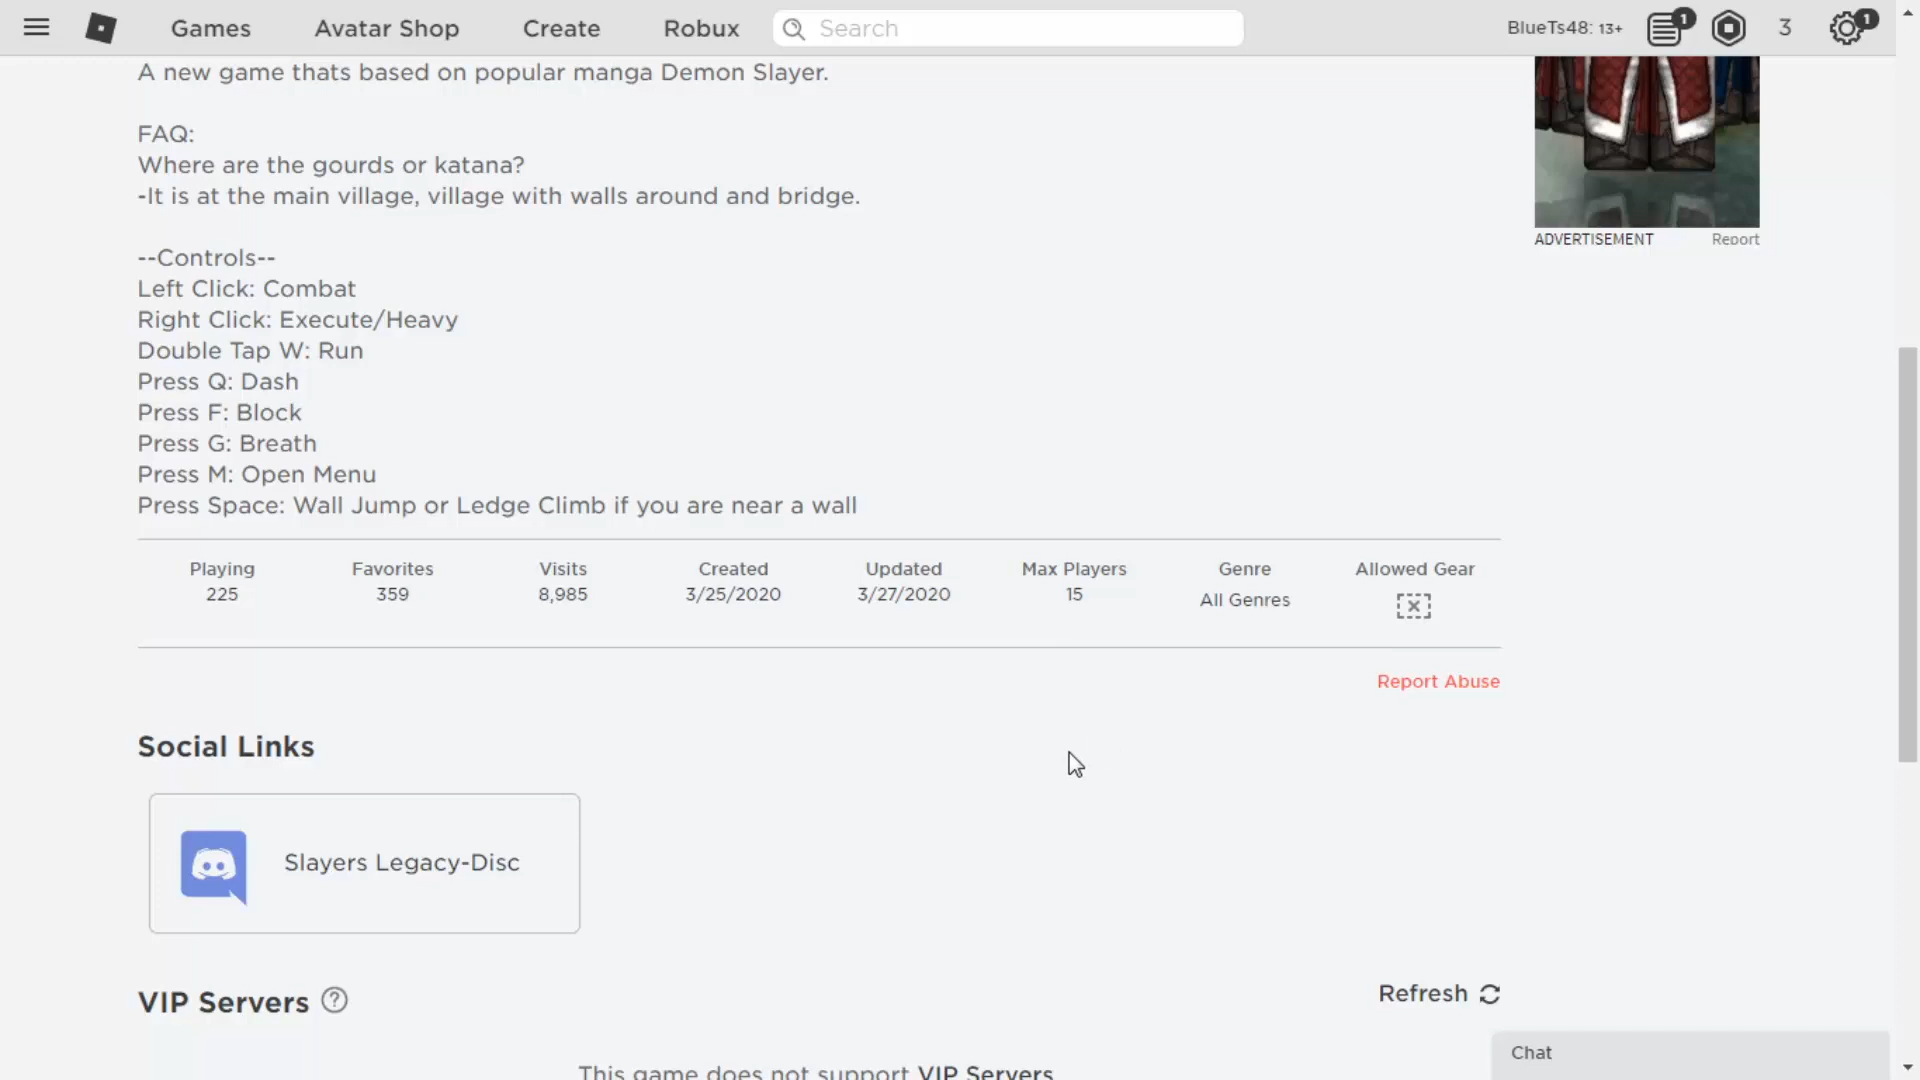 Games
Avatar Shop
Create
Robux
Search
BlueTs48: 13+
1
3
1
A new game thats based on popular manga Demon Slayer.
FAQ:
Where are the gourds or katana?
-It is at the main village, village with walls around and bridge.
--Controls--
Left Click: Combat
Right Click: Execute/Heavy
Double Tap W: Run
Press Q: Dash
Press F: Block
Press G: Breath
Press M: Open Menu
Press Space: Wall Jump or Ledge Climb if you are near a wall
ADVERTISEMENT
Report
Playing
Favorites
Visits
Created
Updated
Max Players
Genre
Allowed Gear
225
359
8,985
3/25/2020
3/27/2020
15
All Genres
Report Abuse
Social Links
Slayers Legacy-Disc
VIP Servers
Refresh
This game does not support VIP Servers
Chat